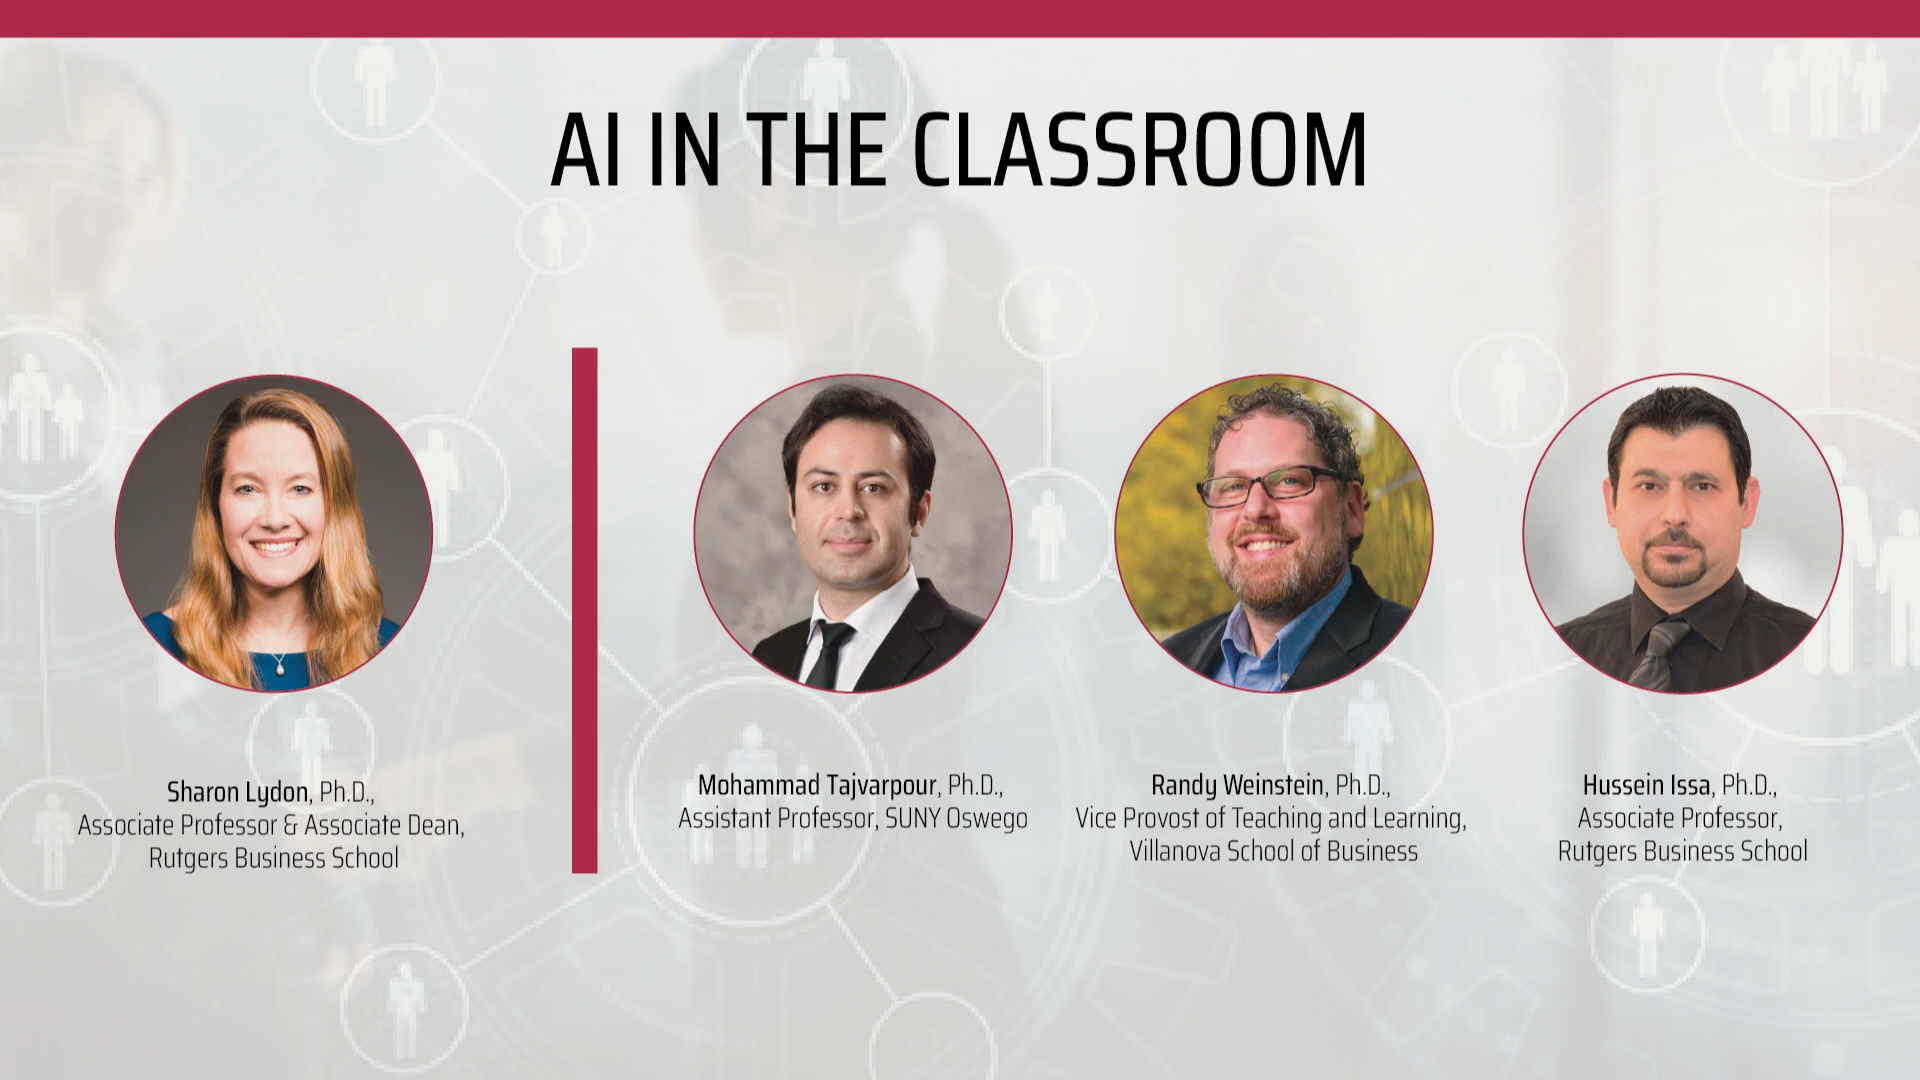 AI IN THE CLASSROOM
Sharon Lydon, Ph.D.,
Associate Professor & Associate Dean,
Rutgers Business School
Mohammad Tajvarpour, Ph.D.,
Assistant Professor, SUNY Oswego
Randy Weinstein, Ph.D.,
Vice Provost of Teaching and Learning,
Villanova School of Business
Hussein Issa, Ph.D.,
Associate Professor,
Rutgers Business School